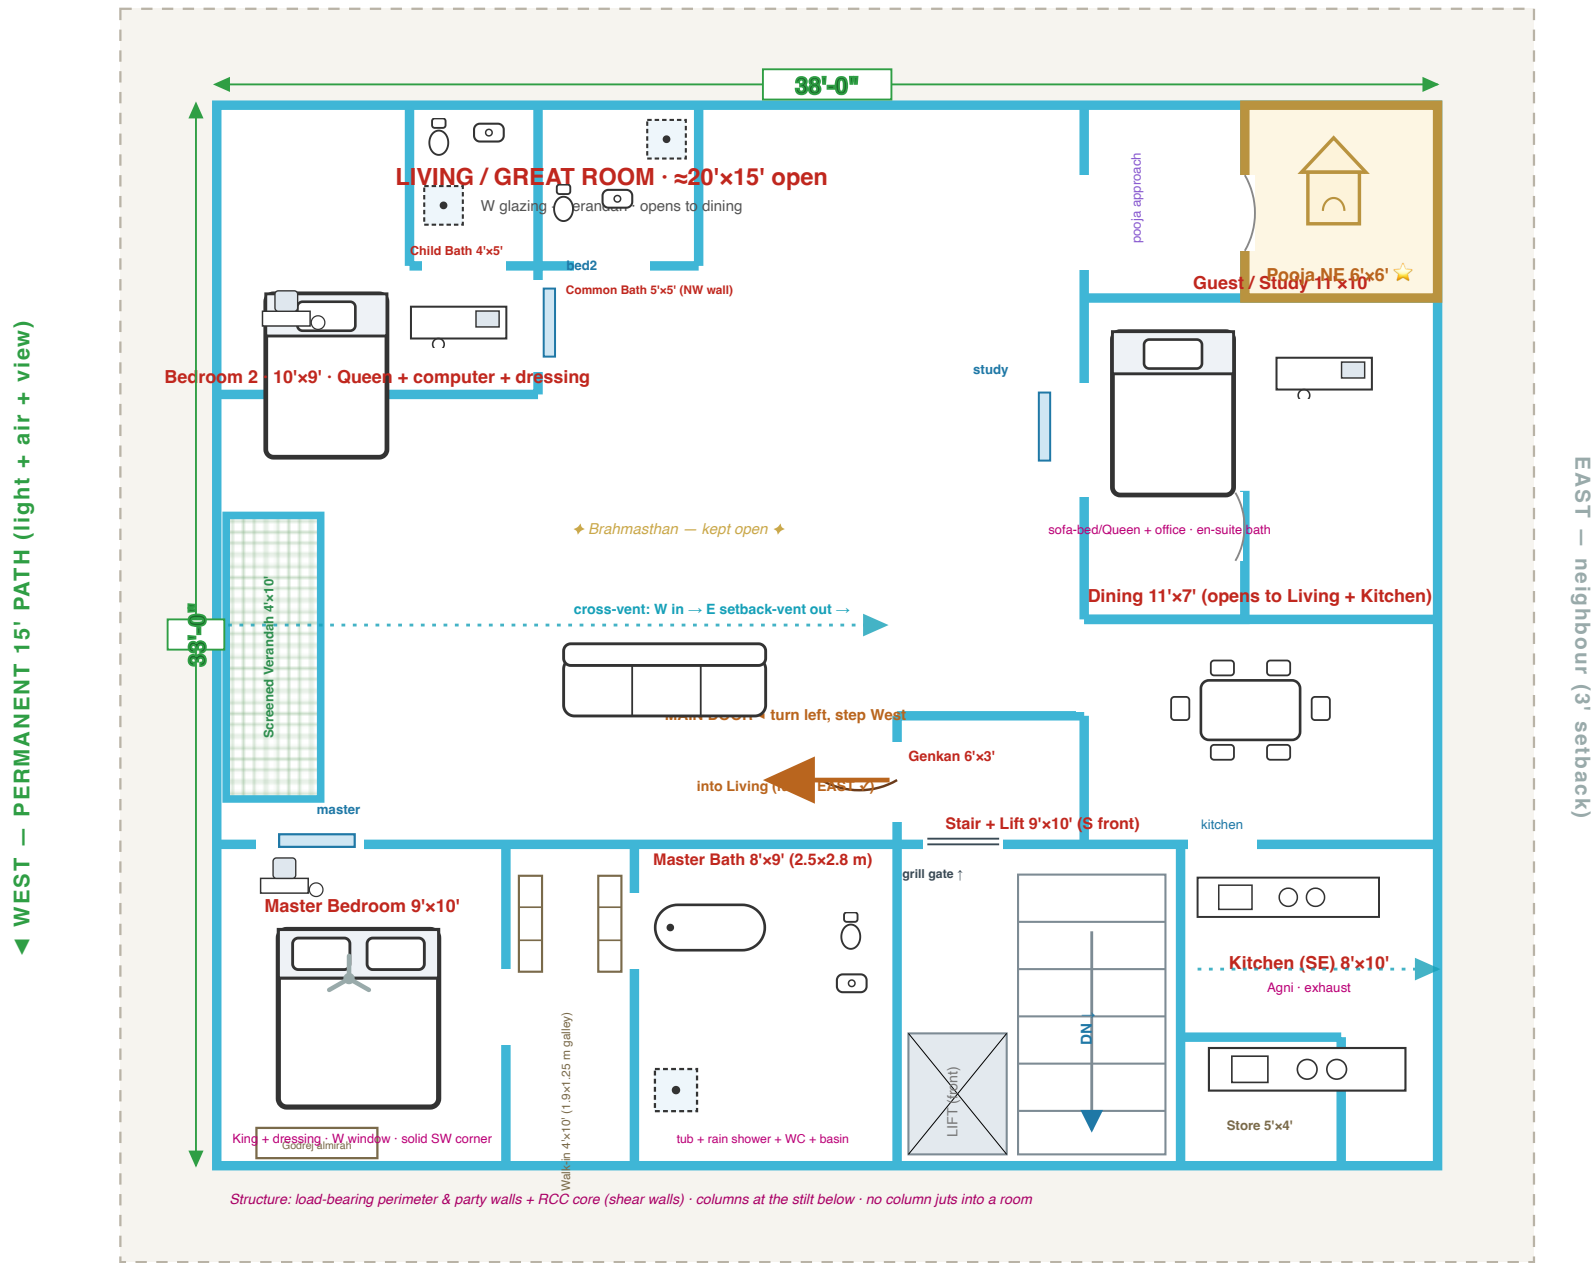 38'-0"
LIVING / GREAT ROOM · ≈20'×15' open
W glazing · verandah · opens to dining
Child Bath 4'×5'
bed2
Common Bath 5'×5' (NW wall)
pooja approach
Pooja NE 6'×6' ⭐
Guest / Study 11'×10'
Bedroom 2 · 10'×9' · Queen + computer + dressing
study
✦ Brahmasthan — kept open ✦
sofa-bed/Queen + office · en-suite bath
Dining 11'×7' (opens to Living + Kitchen)
cross-vent: W in → E setback-vent out →
38'-0"
Screened Verandah 4'×10'
◀ WEST — PERMANENT 15' PATH (light + air + view)
EAST — neighbour (3' setback)
turn left, step West
Genkan 6'×3'
into Living EAST ✓)
master
Stair + Lift 9'×10' (S front)
kitchen
Master Bath 8'×9' (2.5×2.8 m)
grill gate ↑
Master Bedroom 9'×10'
Kitchen (SE) 8'×10'
Agni · exhaust
DN
LIFT (front)
Walk-in 4'×10' (1.9×1.25 m galley)
Store 5'×4'
King + dressing · W window · solid SW corner
Godrej almirah
tub + rain shower + WC + basin
Structure: load-bearing perimeter & party walls + RCC core (shear walls) · columns at the stilt below · no column juts into a room